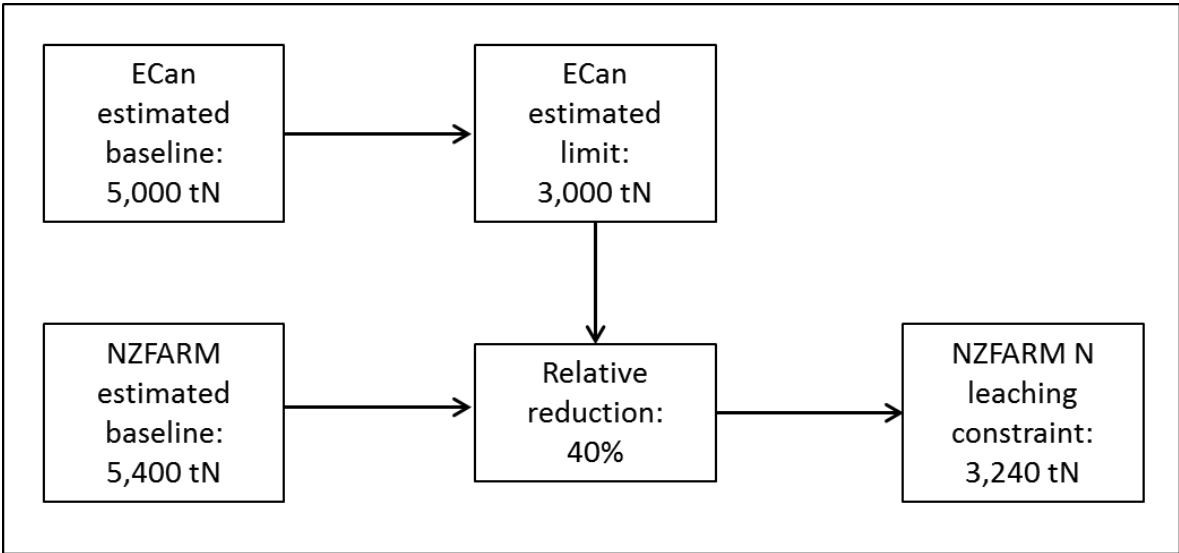 ECan
estimated
baseline:
5,000 tN
ECan
estimated
limit:
3,000 tN
NZFARM
estimated
baseline:
5,400 tN
Relative
reduction:
40%
NZFARM N
leaching
constraint:
3,240 tN